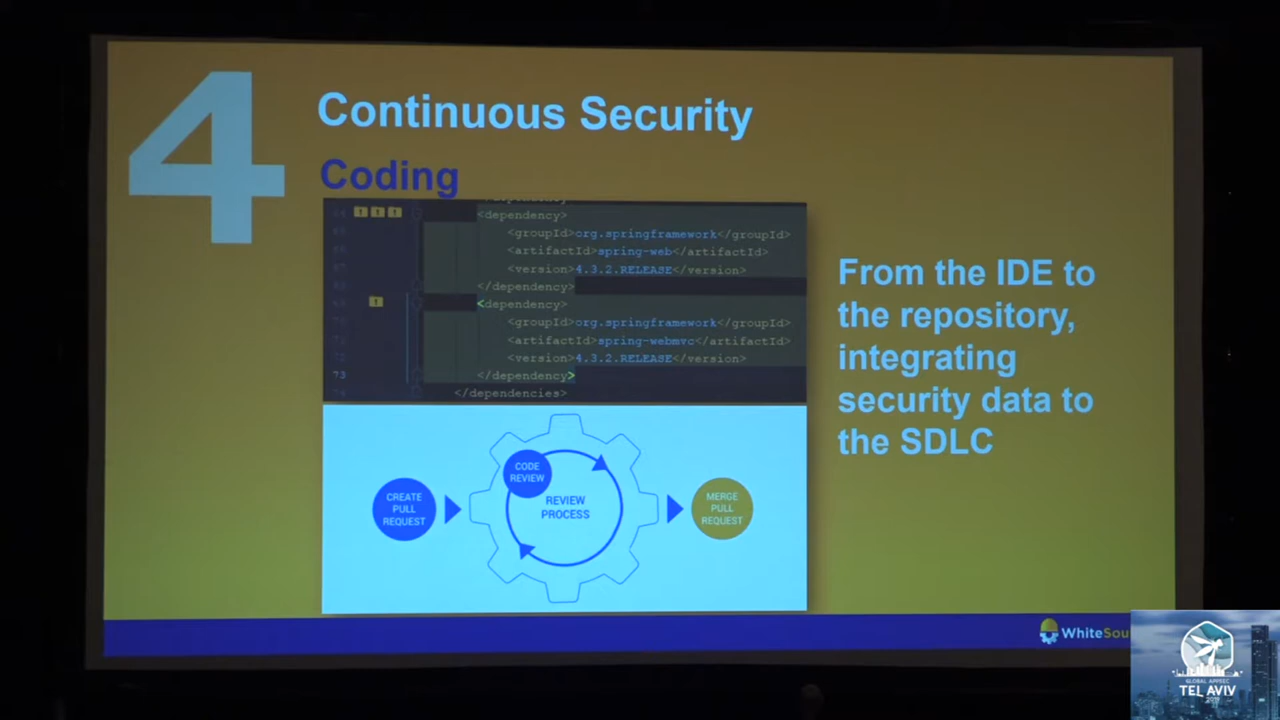 4
Continuous Security
Coding
<dependency>
<groupId>org.springframework</groupId>
<artifactId>spring-web</artifactId>
<version>4.3.2.RELEASE</version>
</dependency>
<dependency>
<groupId>org.springframework</groupId>
<artifactId>spring-webmvc</artifactId>
<version>4.3.2.RELEASE</version>
73 </dependency>
</dependencies>
From the IDE to
the repository,
integrating
security data to
the SDLC
CREATE
PULL
REQUEST
CODE
REVIEW
REVIEW
PROCESS
MERGE
PULL
REQUEST
WhiteSou
GLOBAL APPSEC
TEL AVIV